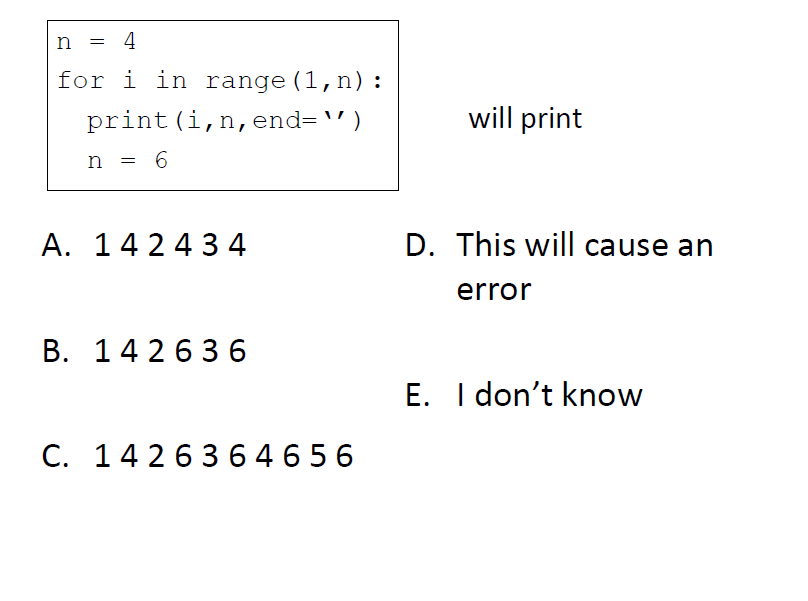 n = 4
for i in range(1,n):
  print(i,n,end=‘’)
  n = 6
will print
A. 1 4 2 4 3 4
B. 1 4 2 6 3 6
C. 1 4 2 6 3 6 4 6 5 6
D. This will cause an
error
E. I don’t know